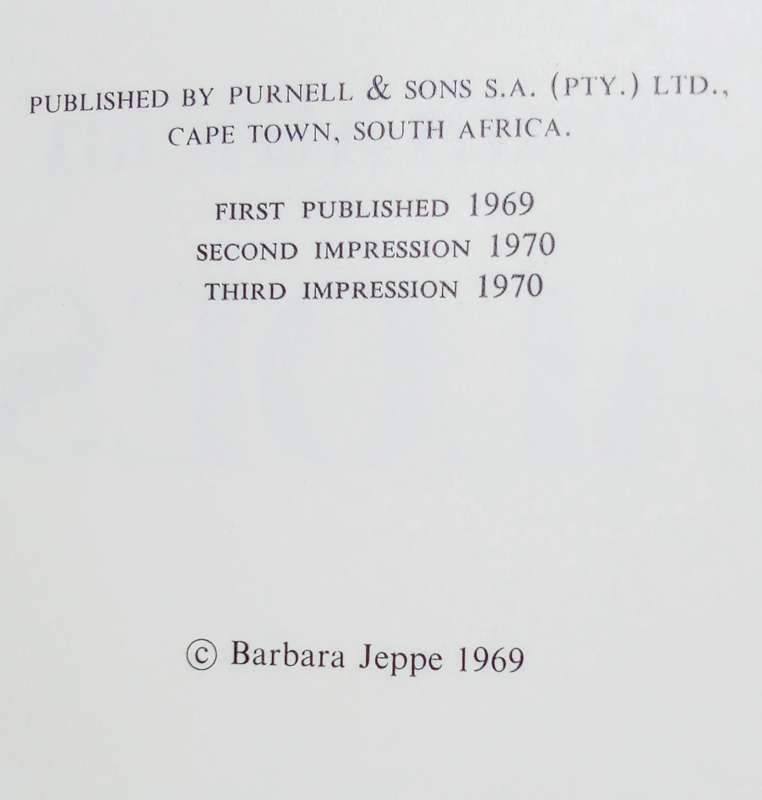 PUBLISHED BY PURNELL & SONS S.A. (PTY.) LTD.,
CAPE TOWN, SOUTH AFRICA.
FIRST PUBLISHED 1969
SECOND IMPRESSION 1970
THIRD IMPRESSION 1970
© Barbara Jeppe 1969